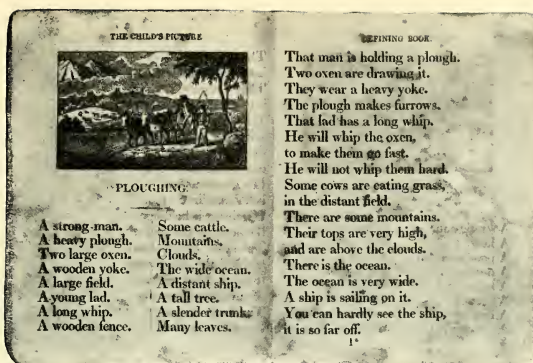 THE CHILD'S PICTURE
PLOUGHING.
A strong man.
A heavy plough.
Two large oxen.
A wooden yoke.
A large field.
A young lad.
A long whip.
A wooden fence.
Some cattle.
Mountains.
Clouds.
The wide ocean.
A distant ship.
A tall tree.
A slender trunk.
Many leaves.
DEFINING BOOK.
That man is holding a plough.
Two oxen are drawing it.
They wear a heavy yoke.
The plough makes furrows.
That lad has a long whip.
He will whip the oxen,
to make them go fast.
He will not whip them hard.
Some cows are eating grass,
in the distant field.
There are some mountains.
Their tops are very high,
and are above the clouds.
There is the ocean.
The ocean is very wide.
A ship is sailing on it.
You can hardly see the ship,
it is so far off.
1*